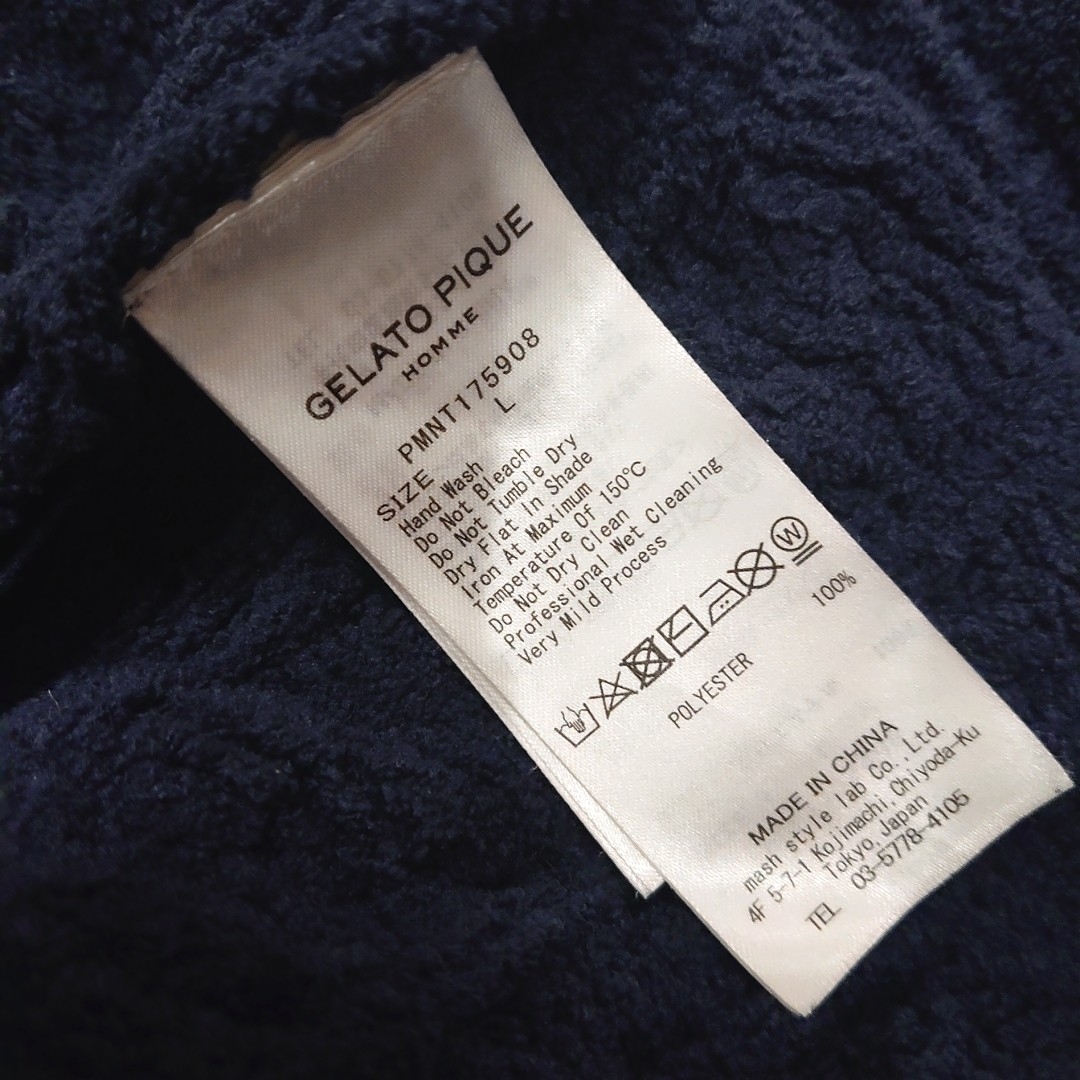 GELATO PIQUE
HOMME
PMNT175908
SIZE L
Hand Wash
Do Not Bleach
Do Not Tumble Dry
Dry Flat In Shade
Iron At Maximum
Temperature Of 150℃
Do Not Dry Clean
Professional Wet Cleaning
Very Mild Process
W
POLYESTER 100%
MADE IN CHINA
mash style lab Co.,Ltd.
4F 5-7-1 Kojimachi,Chiyoda-Ku
Tokyo,Japan
TEL 03-5778-4105